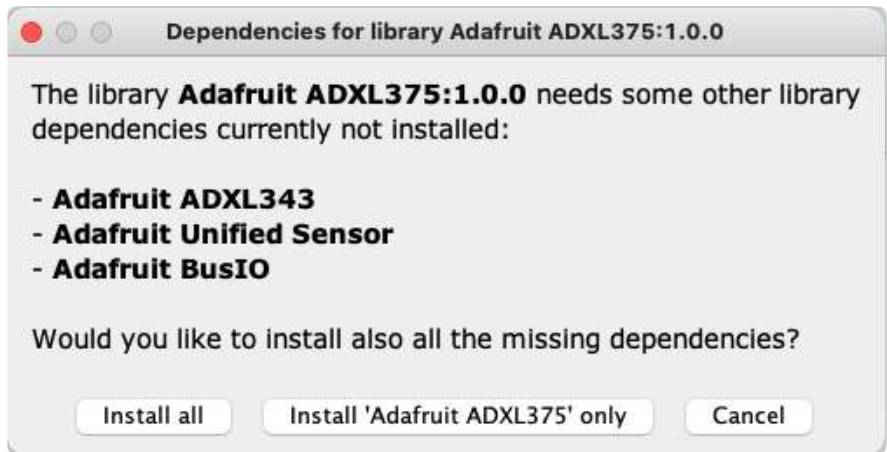 Dependencies for library Adafruit ADXL375:1.0.0
The library Adafruit ADXL375:1.0.0 needs some other library
dependencies currently not installed:
- Adafruit ADXL343
- Adafruit Unified Sensor
- Adafruit BusIO
Would you like to install also all the missing dependencies?
Install all
Install 'Adafruit ADXL375' only
Cancel